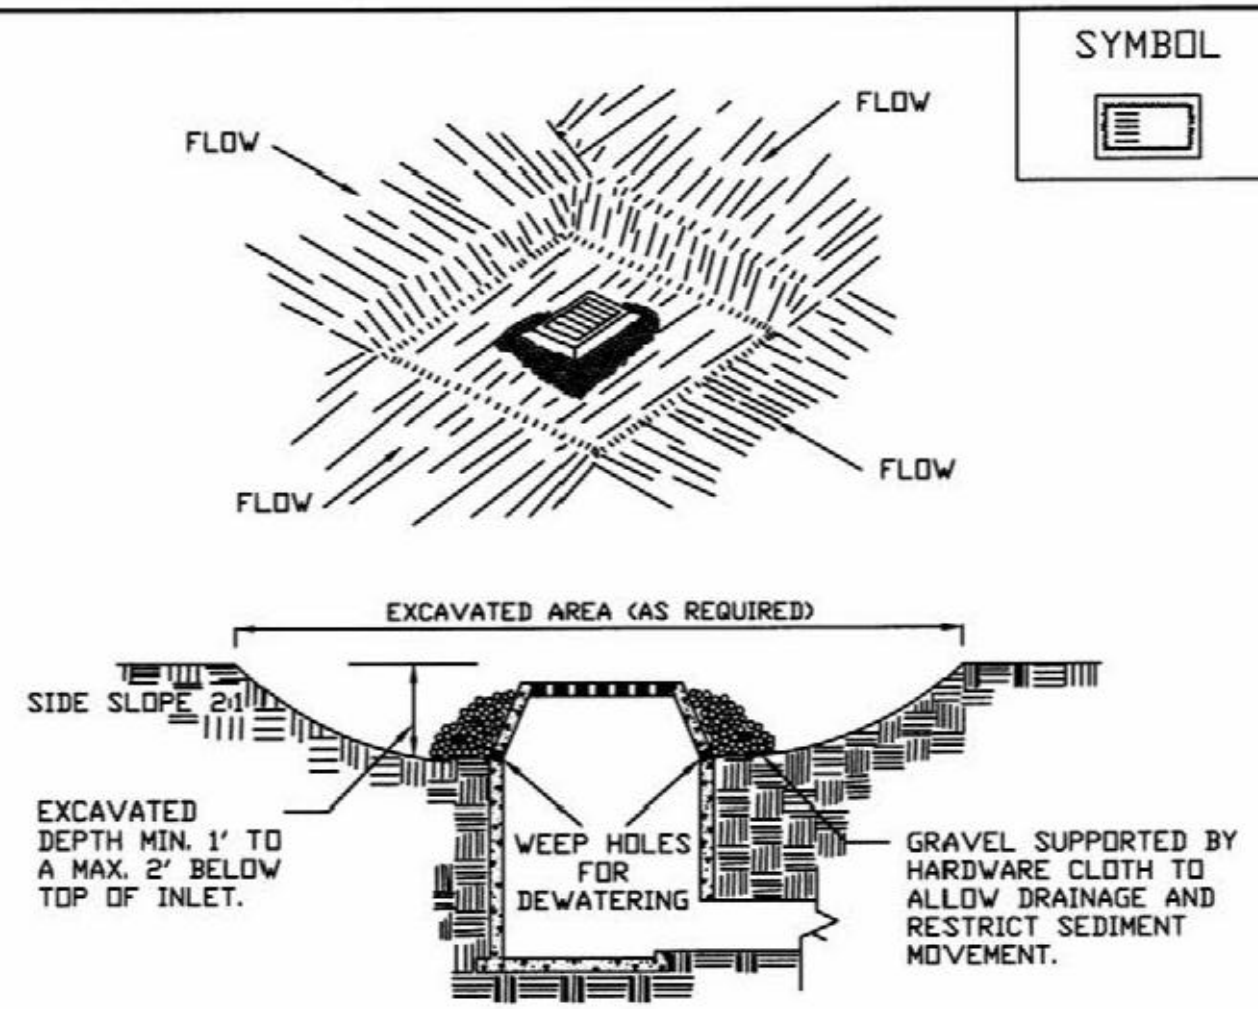 SYMBOL
FLOW
FLOW
FLOW
FLOW
EXCAVATED AREA (AS REQUIRED)
SIDE SLOPE 2:1
EXCAVATED
DEPTH MIN. 1' TO
A MAX. 2' BELOW
TOP OF INLET.
WEEP HOLES
FOR
DEWATERING
GRAVEL SUPPORTED BY
HARDWARE CLOTH TO
ALLOW DRAINAGE AND
RESTRICT SEDIMENT
MOVEMENT.